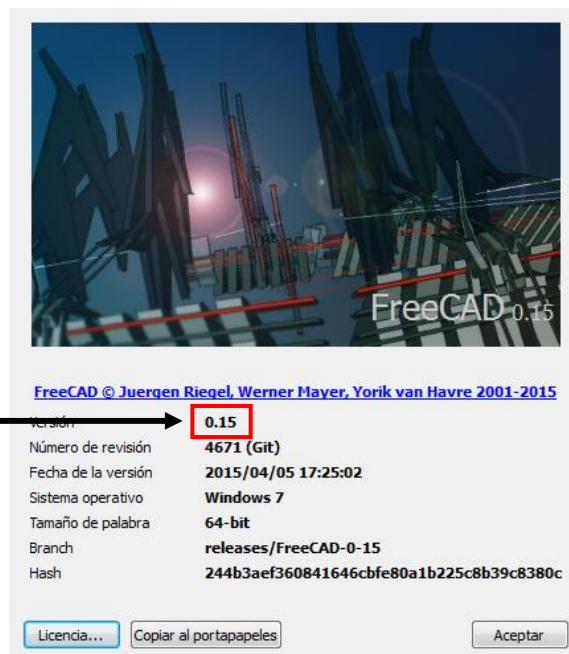 FreeCAD 0.15
FreeCAD © Juergen Riegel, Werner Mayer, Yorik van Havre 2001-2015
Versión 0.15
Número de revisión 4671 (Git)
Fecha de la versión 2015/04/05 17:25:02
Sistema operativo Windows 7
Tamaño de palabra 64-bit
Branch releases/FreeCAD-0-15
Hash 244b3aef360841646cbfe80a1b225c8b39c8380c
Licencia... Copiar al portapapeles Aceptar